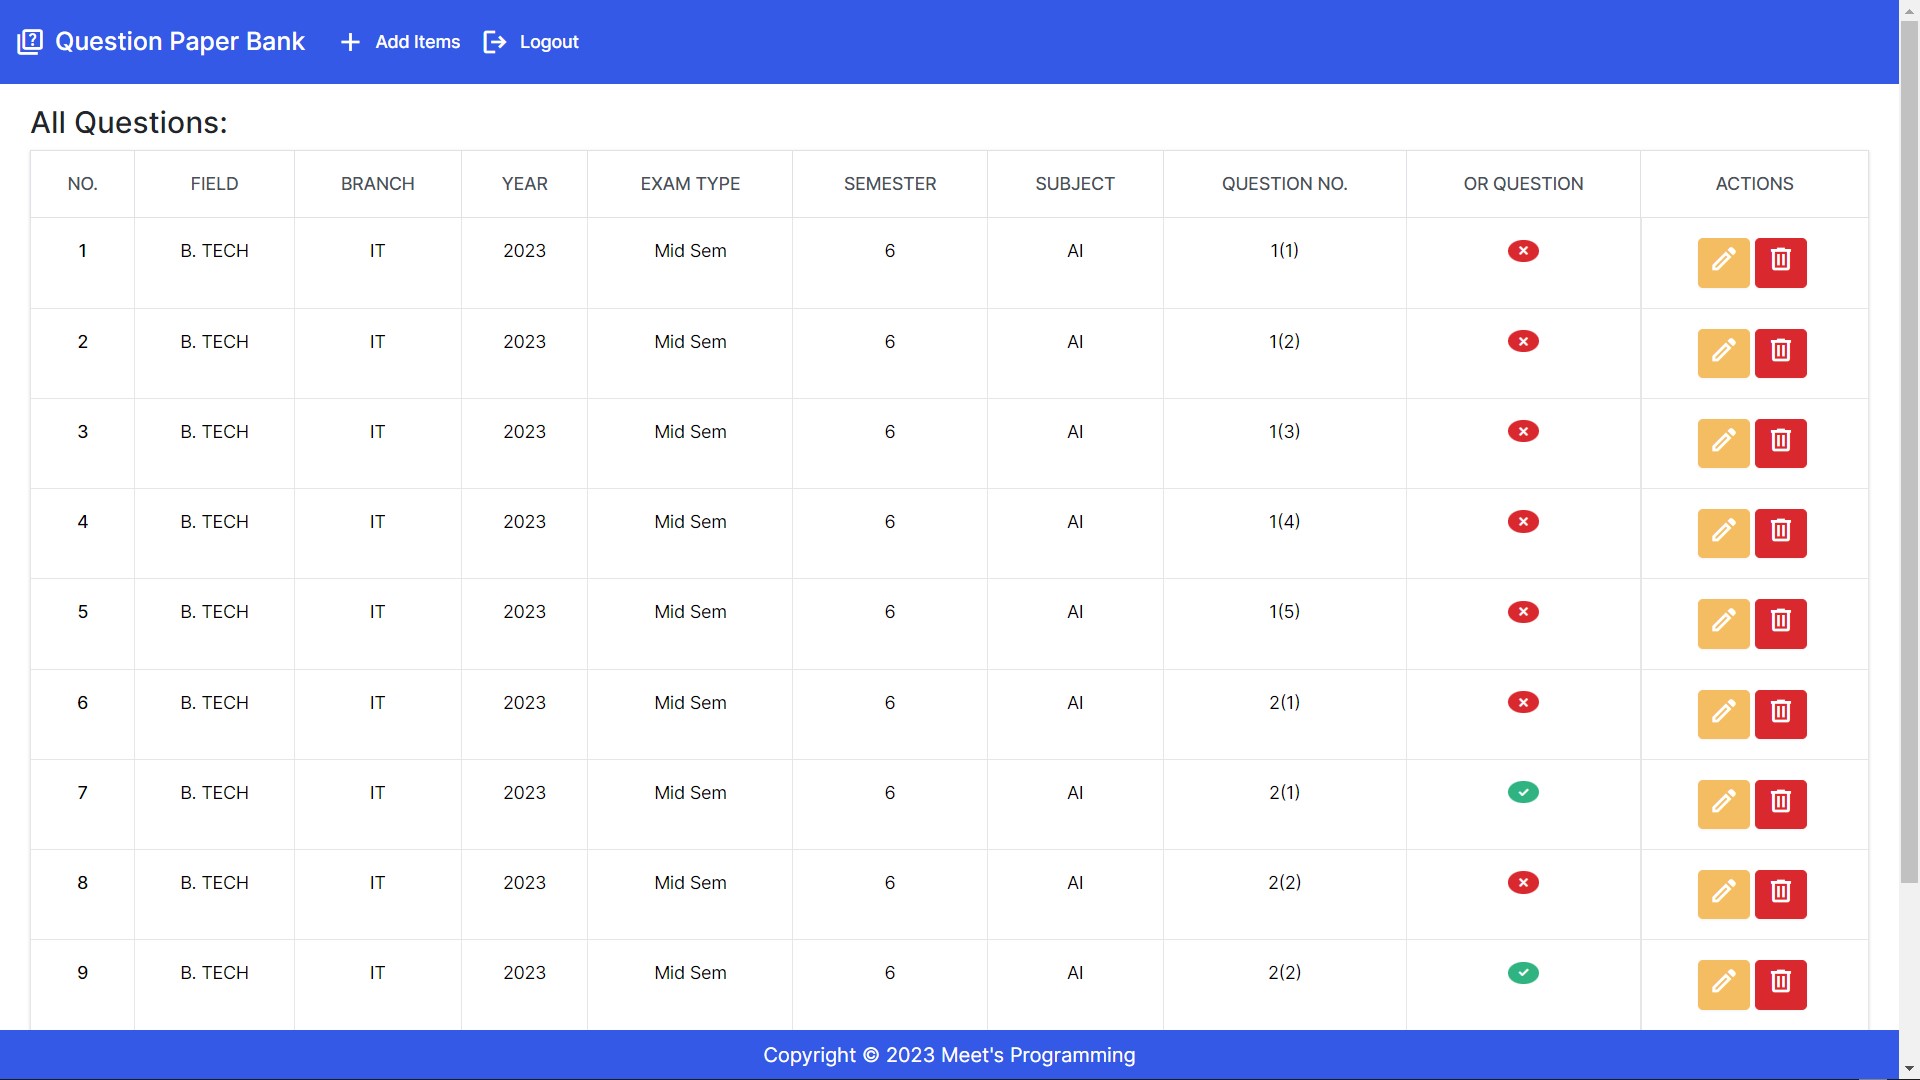 Question Paper Bank Add Items Logout
All Questions:
NO. FIELD BRANCH YEAR EXAM TYPE SEMESTER SUBJECT QUESTION NO. OR QUESTION ACTIONS
1 B. TECH IT 2023 Mid Sem 6 AI 1(1)
2 B. TECH IT 2023 Mid Sem 6 AI 1(2)
3 B. TECH IT 2023 Mid Sem 6 AI 1(3)
4 B. TECH IT 2023 Mid Sem 6 AI 1(4)
5 B. TECH IT 2023 Mid Sem 6 AI 1(5)
6 B. TECH IT 2023 Mid Sem 6 AI 2(1)
7 B. TECH IT 2023 Mid Sem 6 AI 2(1)
8 B. TECH IT 2023 Mid Sem 6 AI 2(2)
9 B. TECH IT 2023 Mid Sem 6 AI 2(2)
Copyright © 2023 Meet's Programming